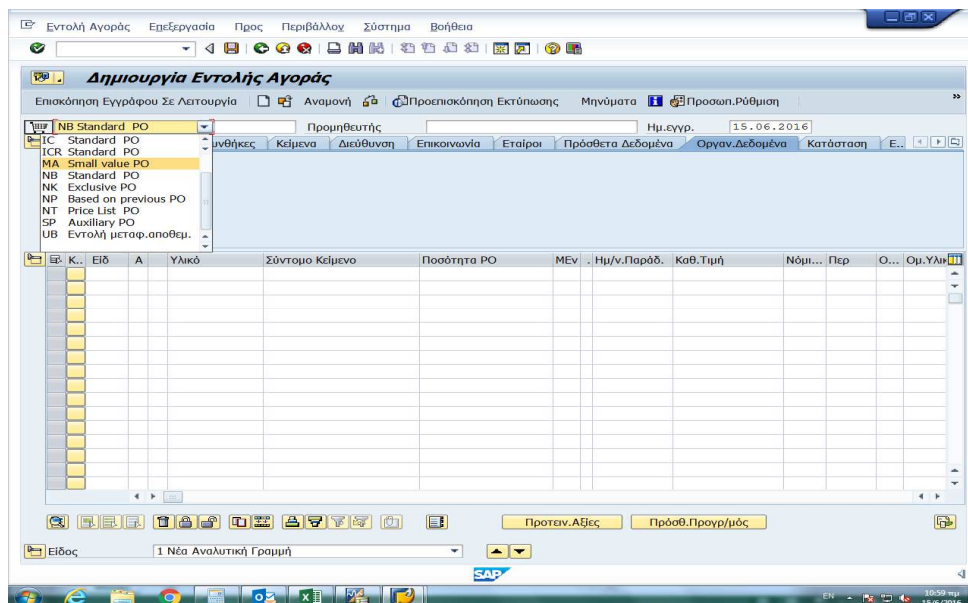 Εντολή Αγοράς Επεξεργασία Προς Περιβάλλον Σύστημα Βοήθεια
Δημιουργία Εντολής Αγοράς
Επισκόπηση Εγγράφου Σε Λειτουργία Αναμονή Προεπισκόπηση Εκτύπωσης Μηνύματα Προσωπ.Ρύθμιση
NB Standard PO Προμηθευτής Ημ.εγγρ. 15.06.2016
υνθήκες Κείμενα Διεύθυνση Επικοινωνία Εταίροι Πρόσθετα Δεδομένα Οργαν.Δεδομένα Κατάσταση Ε..
IC Standard PO
ICR Standard PO
MA Small value PO
NB Standard PO
NK Exclusive PO
NP Based on previous PO
NT Price List PO
SP Auxiliary PO
UB Εντολή μεταφ.αποθεμ.
Κ.. Είδ Α Υλικό Σύντομο Κείμενο Ποσότητα PO ΜΕν . Ημ/ν.Παράδ. Καθ.Τιμή Νόμι... Περ Ο... Ομ.Υλικ
Προτειν.Αξίες Πρόσθ.Προγρ/μός
Είδος 1 Νέα Αναλυτική Γραμμή
SAP
EN 10:59 πμ
15/6/2016